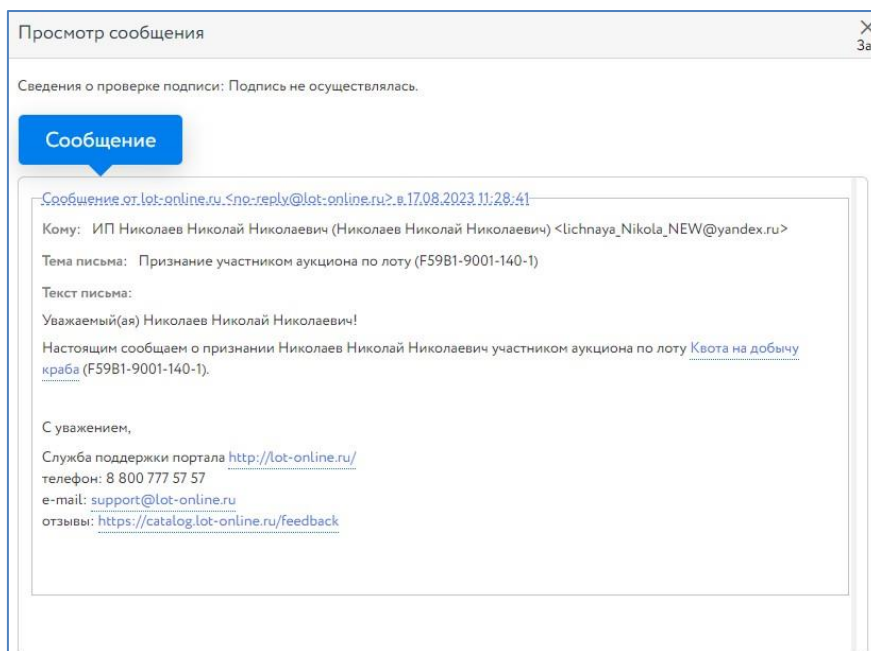 Просмотр сообщения
За
Сведения о проверке подписи: Подпись не осуществлялась.
Сообщение
Сообщение от lot-online.ru <no-reply@lot-online.ru> в 17.08.2023 11:28:41
Кому: ИП Николаев Николай Николаевич (Николаев Николай Николаевич) <lichnaya_Nikola_NEW@yandex.ru>
Тема письма: Признание участником аукциона по лоту (F59B1-9001-140-1)
Текст письма:
Уважаемый(ая) Николаев Николай Николаевич!
Настоящим сообщаем о признании Николаев Николай Николаевич участником аукциона по лоту Квота на добычу
краба (F59B1-9001-140-1).
С уважением,
Служба поддержки портала http://lot-online.ru/
телефон: 8 800 777 57 57
e-mail: support@lot-online.ru
отзывы: https://catalog.lot-online.ru/feedback